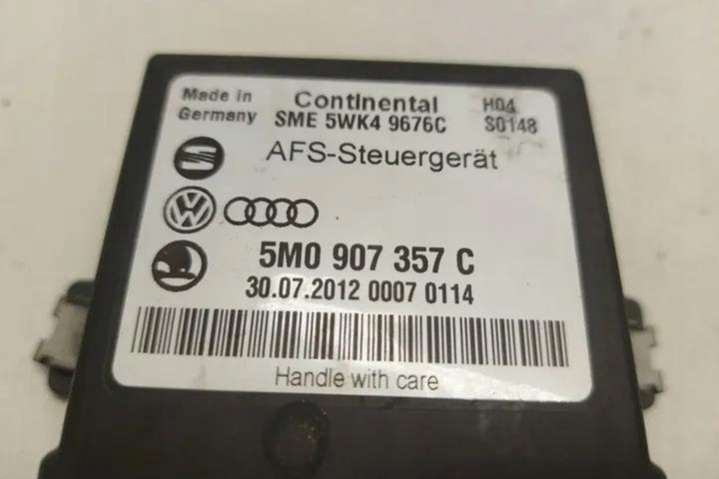 Made in Germany
Continental
SME 5WK4 9676C
H04
S0148
AFS-Steuergerät
5M0 907 357 C
30.07.2012 0007 0114
Handle with care